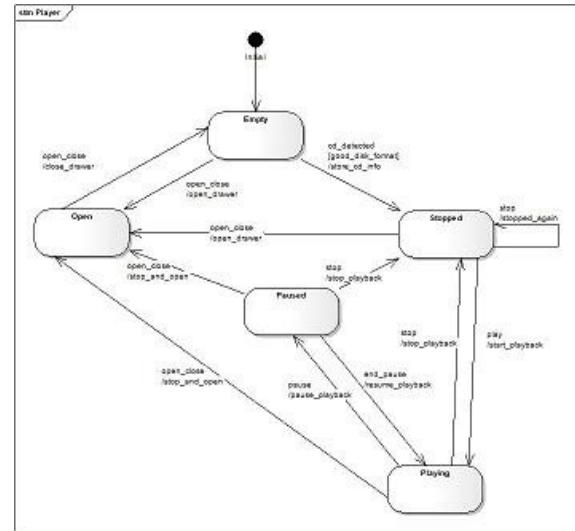 stm Player
Initial
Empty
open_close
/close_drawer
cd_detected
[good_disk_format]
/store_cd_info
open_close
/open_drawer
Open
Stopped
stop
/stopped_again
open_close
/open_drawer
open_close
/stop_and_open
stop
/stop_playback
Paused
stop
/stop_playback
play
/start_playback
open_close
/stop_and_open
pause
/pause_playback
end_pause
/resume_playback
Playing